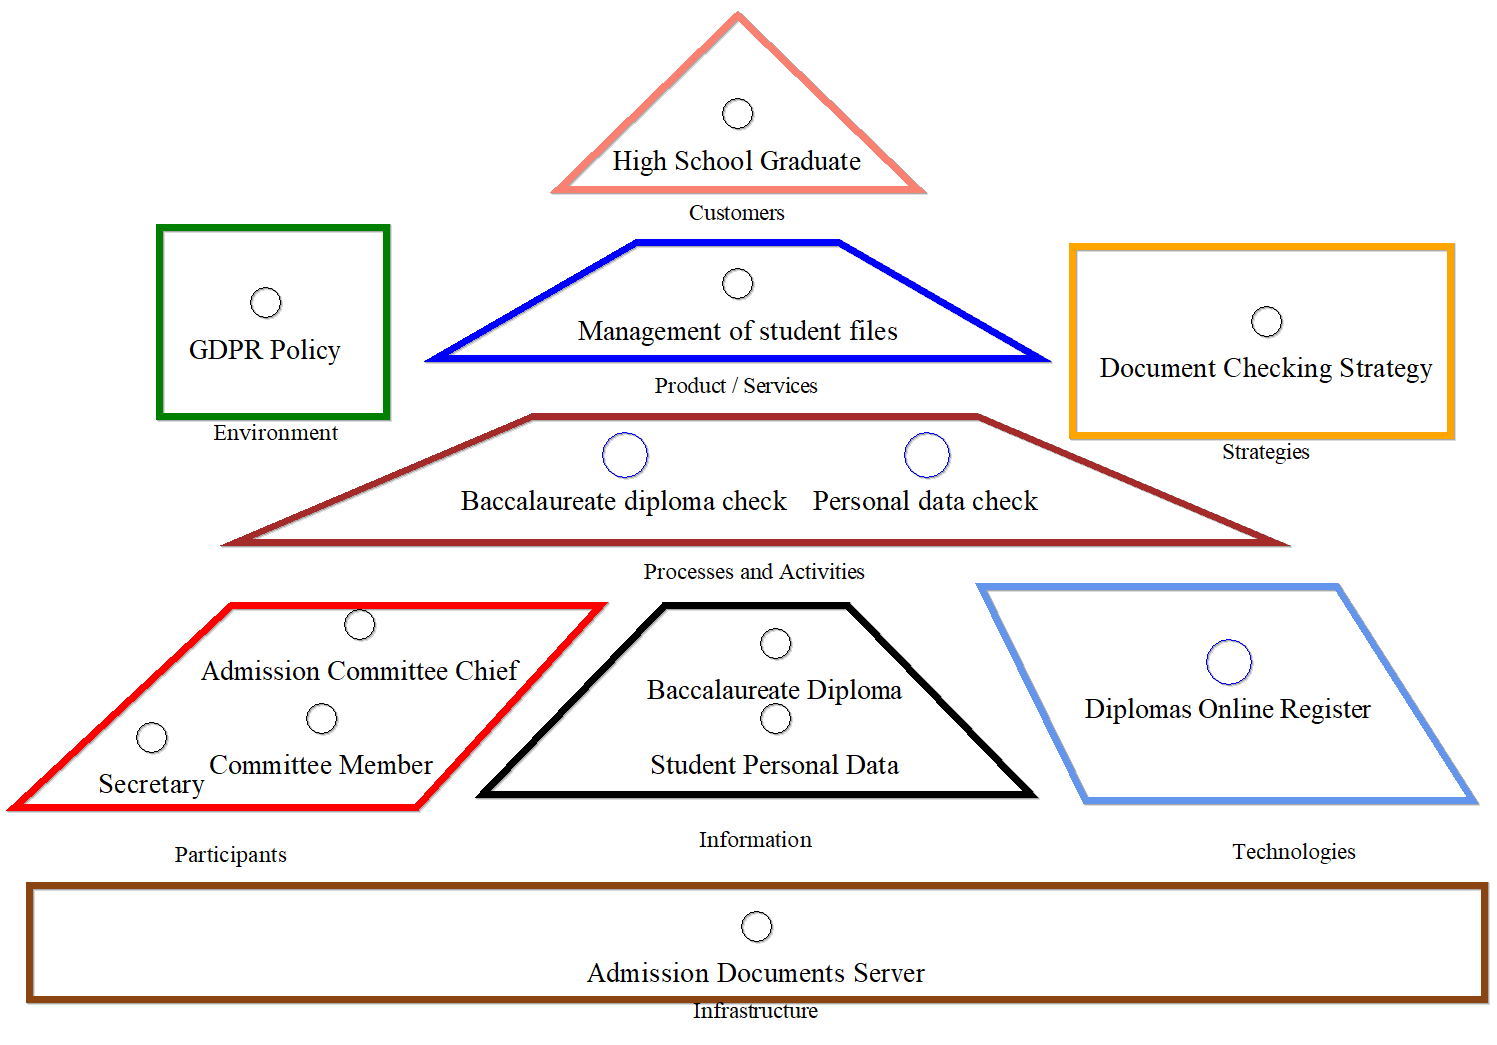 High School Graduate
Customers
GDPR Policy
Environment
Management of student files
Product / Services
Document Checking Strategy
Strategies
Baccalaureate diploma check
Personal data check
Processes and Activities
Admission Committee Chief
Secretary
Committee Member
Participants
Baccalaureate Diploma
Student Personal Data
Information
Diplomas Online Register
Technologies
Admission Documents Server
Infrastructure